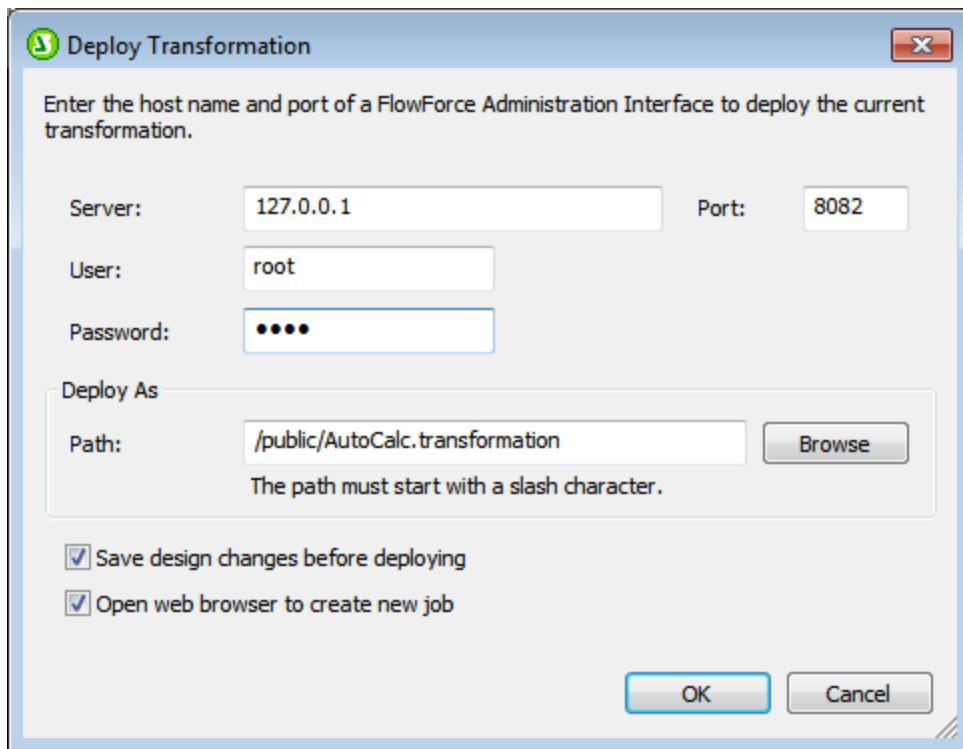 Deploy Transformation
Enter the host name and port of a FlowForce Administration Interface to deploy the current
transformation.
Server: 127.0.0.1 Port: 8082
User: root
Password: ••••
Deploy As
Path: /public/AutoCalc.transformation Browse
The path must start with a slash character.
Save design changes before deploying
Open web browser to create new job
OK Cancel